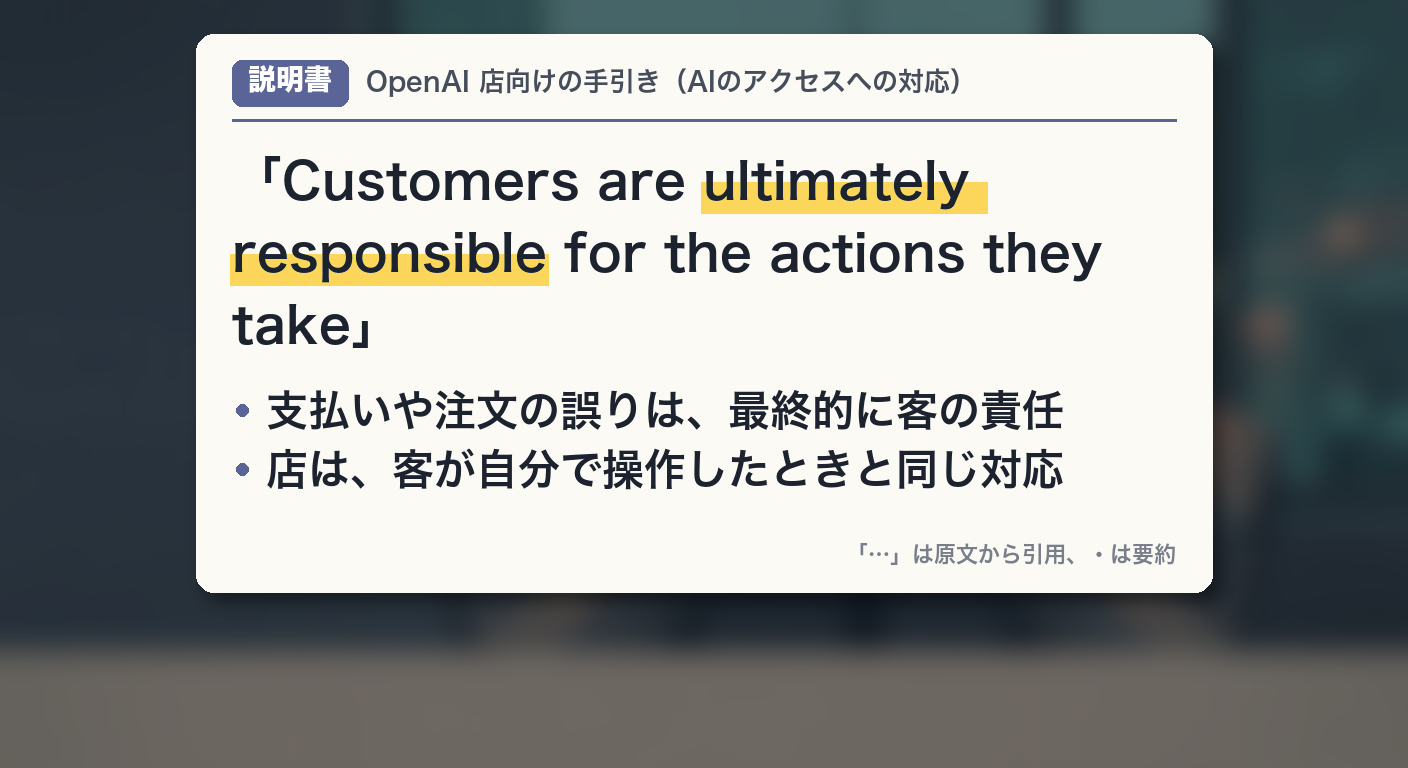 説明書 OpenAI 店向けの手引き（AIのアクセスへの対応）
「Customers are ultimately
responsible for the actions they
take」
• 支払いや注文の誤りは、最終的に客の責任
• 店は、客が自分で操作したときと同じ対応
「…」は原文から引用、・は要約